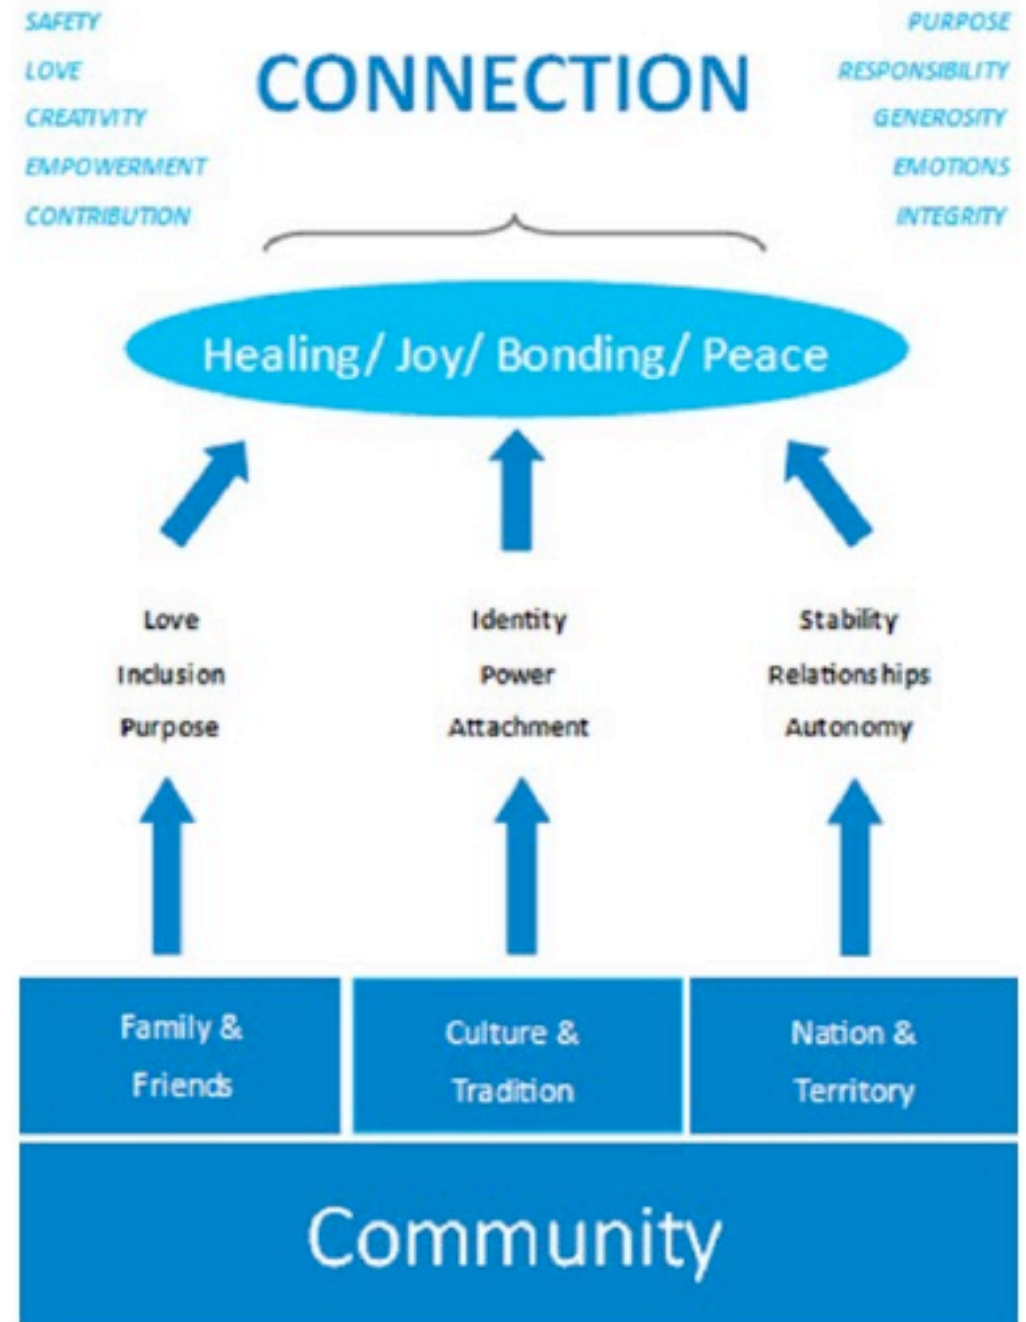 SAFETY
LOVE
CREATIVITY
EMPOWERMENT
CONTRIBUTION
CONNECTION
PURPOSE
RESPONSIBILITY
GENEROSITY
EMOTIONS
INTEGRITY
Healing/ Joy/ Bonding/ Peace
Love
Inclusion
Purpose
Identity
Power
Attachment
Stability
Relationships
Autonomy
Family &
Friends
Culture &
Tradition
Nation &
Territory
Community